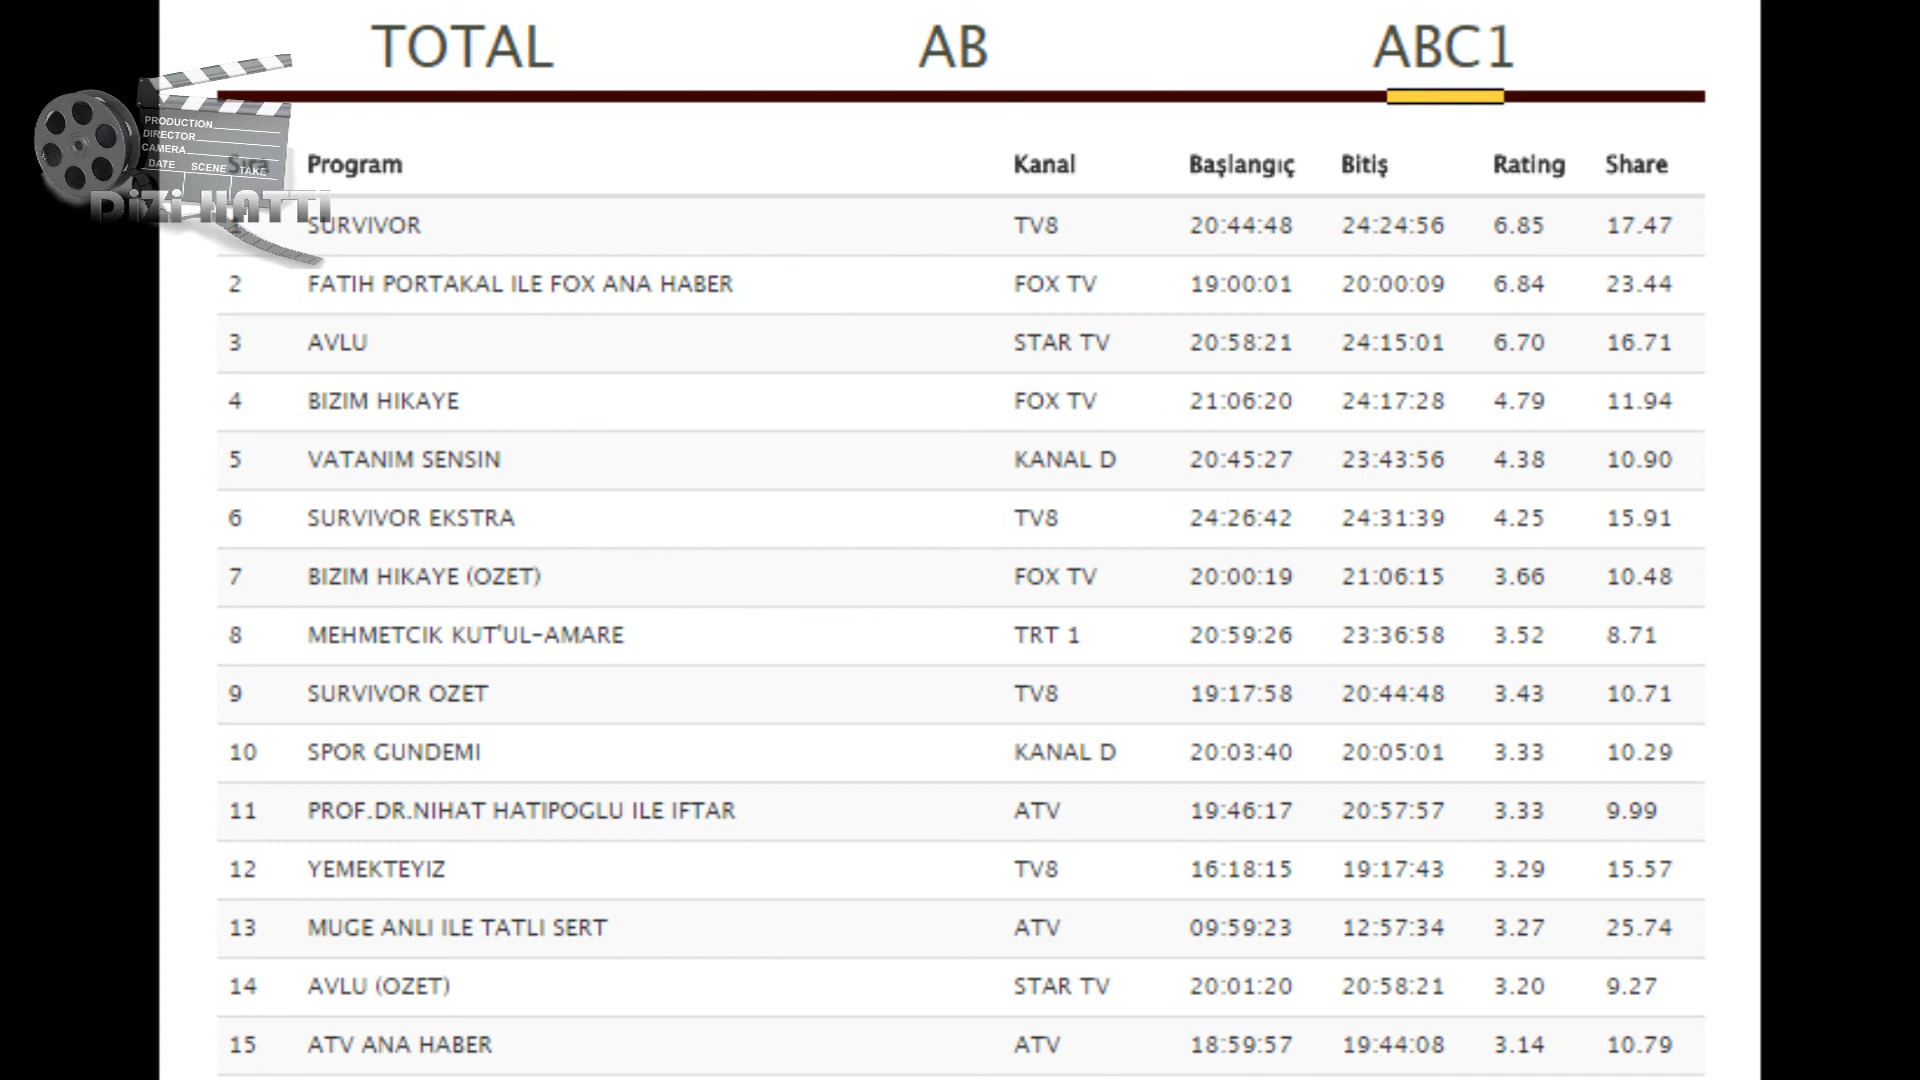 TOTAL AB ABC1
PRODUCTION
DIRECTOR
CAMERA
DATE SCENE TAKE
DiZi HATTI
Sıra Program Kanal Başlangıç Bitiş Rating Share
SURVIVOR TV8 20:44:48 24:24:56 6.85 17.47
2 FATIH PORTAKAL ILE FOX ANA HABER FOX TV 19:00:01 20:00:09 6.84 23.44
3 AVLU STAR TV 20:58:21 24:15:01 6.70 16.71
4 BIZIM HIKAYE FOX TV 21:06:20 24:17:28 4.79 11.94
5 VATANIM SENSIN KANAL D 20:45:27 23:43:56 4.38 10.90
6 SURVIVOR EKSTRA TV8 24:26:42 24:31:39 4.25 15.91
7 BIZIM HIKAYE (OZET) FOX TV 20:00:19 21:06:15 3.66 10.48
8 MEHMETCIK KUT'UL-AMARE TRT 1 20:59:26 23:36:58 3.52 8.71
9 SURVIVOR OZET TV8 19:17:58 20:44:48 3.43 10.71
10 SPOR GUNDEMI KANAL D 20:03:40 20:05:01 3.33 10.29
11 PROF.DR.NIHAT HATIPOGLU ILE IFTAR ATV 19:46:17 20:57:57 3.33 9.99
12 YEMEKTEYIZ TV8 16:18:15 19:17:43 3.29 15.57
13 MUGE ANLI ILE TATLI SERT ATV 09:59:23 12:57:34 3.27 25.74
14 AVLU (OZET) STAR TV 20:01:20 20:58:21 3.20 9.27
15 ATV ANA HABER ATV 18:59:57 19:44:08 3.14 10.79